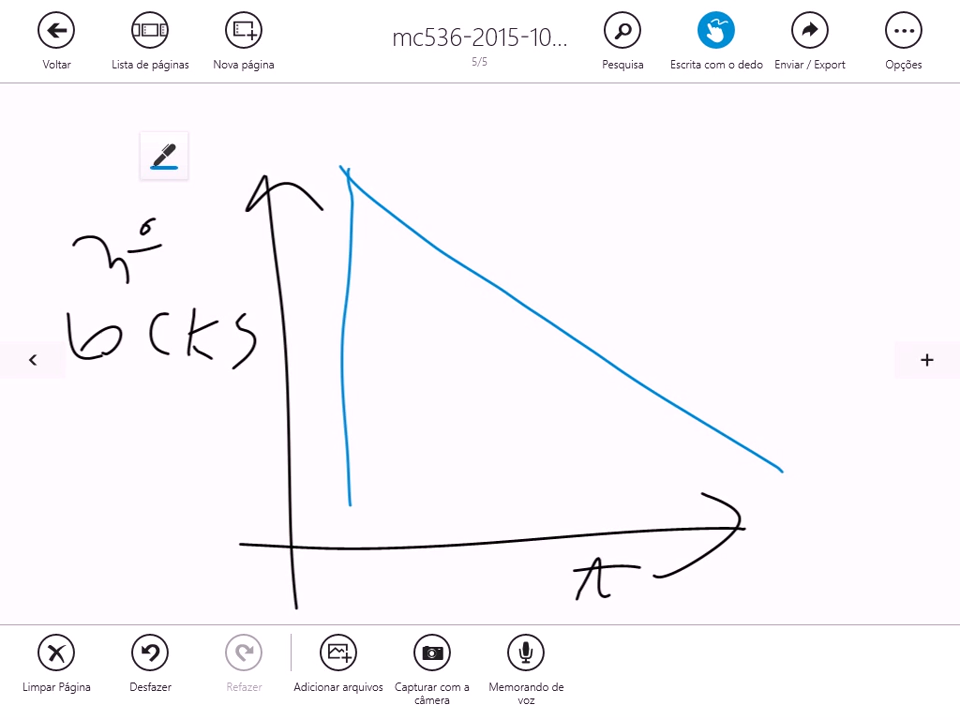 Voltar
Lista de páginas
Nova página
mc536-2015-10...
5/5
Pesquisa
Escrita com o dedo
Enviar / Export
Opções
nº
bcks
t
Limpar Página
Desfazer
Refazer
Adicionar arquivos
Capturar com a
câmera
Memorando de
voz